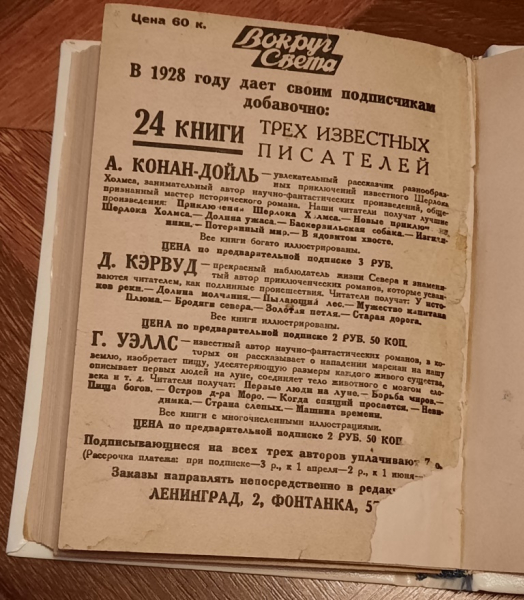 Цена 60 к.
Вокруг
Света
В 1928 году дает своим подписчикам
добавочно:
24 КНИГИ ТРЕХ ИЗВЕСТНЫХ
ПИСАТЕЛЕЙ
А. КОНАН-ДОЙЛЬ — увлекательный рассказчик разнообраз-
ных приключений известного Шерлока
Холмса, занимательный автор научно-фантастических произведений, обще-
признанный мастер исторического романа. Наши читатели получат лучшие
произведения: Приключения Шерлока Холмса.— Новые приключ
Шерлока Холмса.— Долина ужаса.— Баскервильская собака.—
ники.— Потерянный мир.— В ядовитом хвосте.
Все книги богато иллюстрированы.
ЦЕНА по предварительной подписке 3 РУБ.
Д. КЭРВУД — прекрасный наблюдатель жизни Севера и знамени-
тый автор приключенческих романов, которые усваи-
ваются читателем, как подлинные происшествия. Читатели получат: У исто-
ков реки.— Долина молчания.— Пылающий лес.— Мужество капитана
Плюма.— Бродяги севера.— Золотая петля.— Старая дорога.
Все книги иллюстрированы.
ЦЕНА по предварительной подписке 2 РУБ. 50 КОП.
Г. УЭЛЛС — известный автор научно-фантастических романов, в ко-
торых он рассказывает о нападении марсиан на нашу
землю, изобретает пищу, удесятеряющую размеры каждого живого существа,
описывает первых людей на луне, соединяет тело животного с мозгом чело-
века и т. д. Читатели получат: Первые люди на Луне.— Борьба миров.—
Пища богов.— Остров д-ра Моро.— Когда спящий проснется.— Неви-
димка.— Страна слепых.— Машина времени.
Все книги с многочисленными иллюстрациями.
ЦЕНА по предварительной подписке 2 РУБ. 50 КОП
Подписывающиеся на всех трех авторов уплачивают 7
(Рассрочка платежа: при подписке—3 р., к 1 апреля—2 р., к 1 июня—
Заказы направлять непосредственно в редак
ЛЕНИНГРАД, 2, ФОНТАНКА, 5